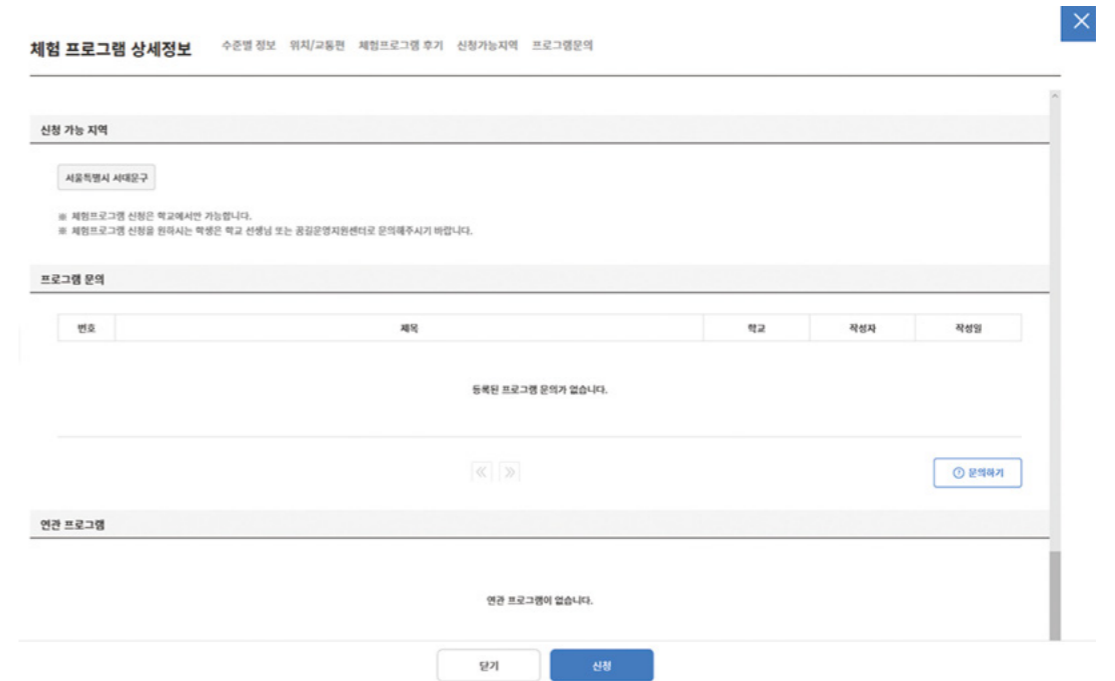 체험 프로그램 상세정보 수준별 정보 위치/교통편 체험프로그램 후기 신청가능지역 프로그램문의
신청 가능 지역
서울특별시 서대문구
※ 체험프로그램 신청은 학교에서만 가능합니다.
※ 체험프로그램 신청을 원하시는 학생은 학교 선생님 또는 꿈길운영지원센터로 문의해주시기 바랍니다.
프로그램 문의
번호 제목 학교 작성자 작성일
등록된 프로그램 문의가 없습니다.
문의하기
연관 프로그램
연관 프로그램이 없습니다.
닫기 신청